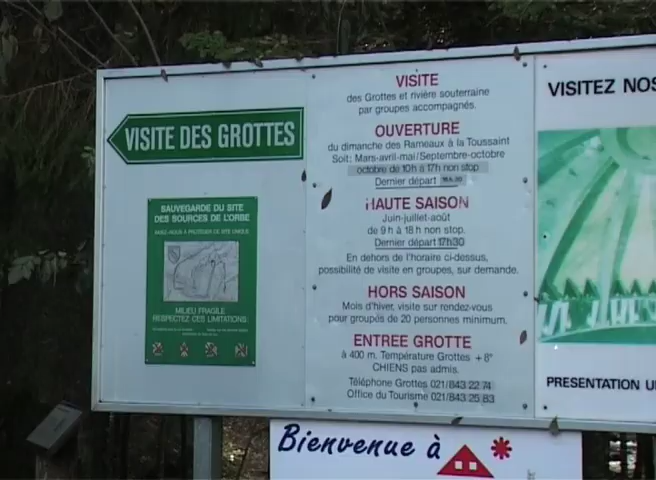 VISITE DES GROTTES
SAUVEGARDE DU SITE
DES SOURCES DE L'ORBE
MILIEU FRAGILE
RESPECTEZ CES LIMITATIONS
VISITE
des Grottes et rivière souterraine
par groupes accompagnés.
OUVERTURE
du dimanche des Rameaux à la Toussaint
Soit: Mars-avril-mai/Septembre-octobre
octobre de 10h à 17h non stop
Dernier départ
HAUTE SAISON
Juin-juillet-août
de 9h à 18h non stop.
Dernier départ 17h30
En dehors de l'horaire ci-dessus,
possibilité de visite en groupes, sur demande.
HORS SAISON
Mois d'hiver, visite sur rendez-vous
pour groupés de 20 personnes minimum.
ENTREE GROTTE
à 400 m. Température Grottes + 8°
CHIENS pas admis.
Téléphone Grottes 021/843 22 74
Office du Tourisme 021/843 25 83
VISITEZ NOS
PRESENTATION U
Bienvenue à